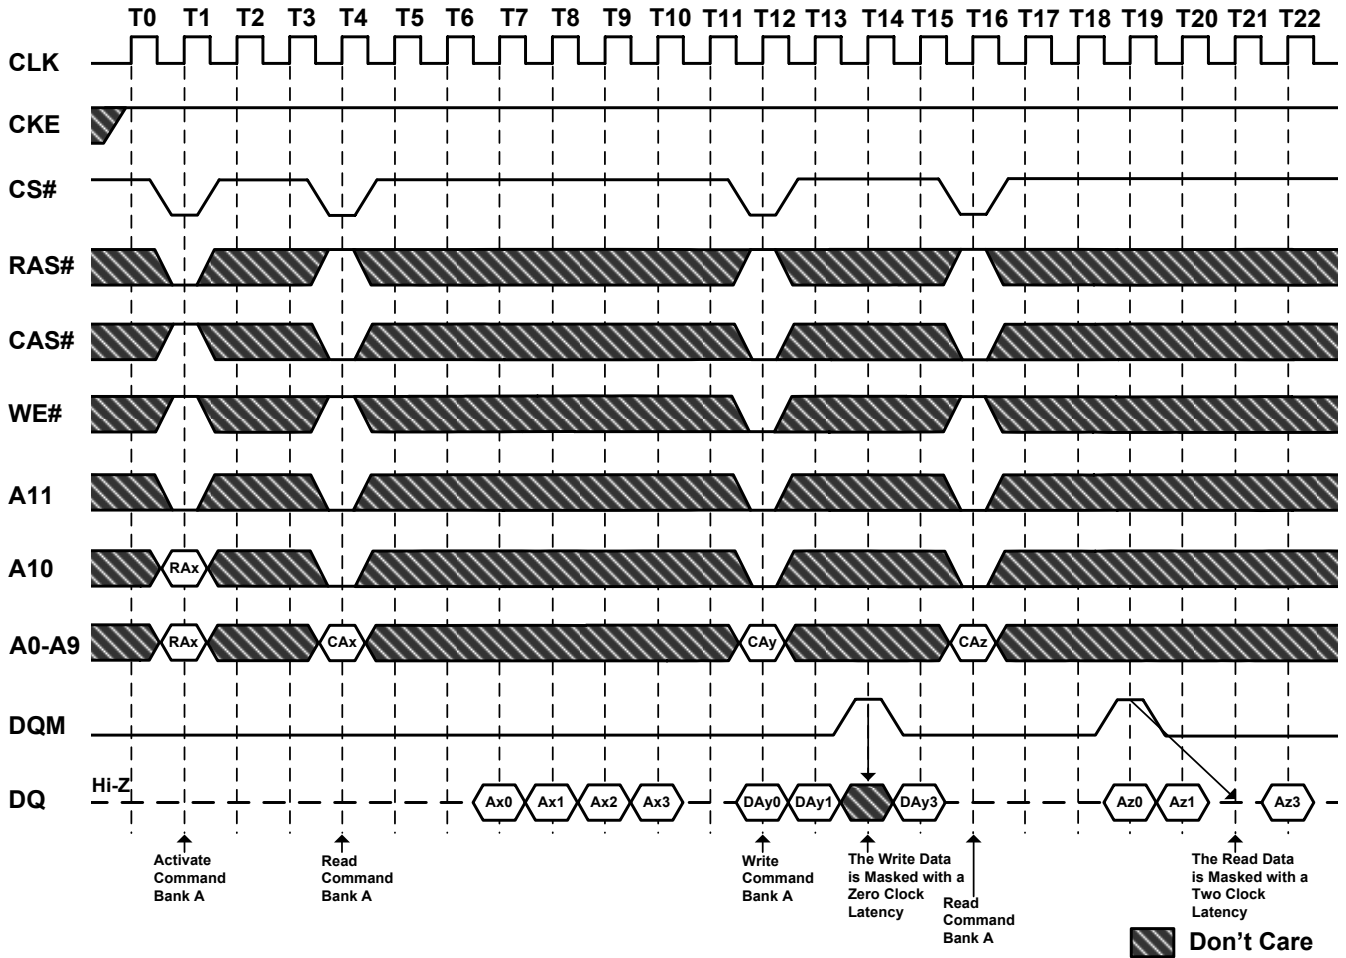 T0 T1 T2 T3 T4 T5 T6 T7 T8 T9 T10 T11 T12 T13 T14 T15 T16 T17 T18 T19 T20 T21 T22
CLK
CKE
CS#
RAS#
CAS#
WE#
A11
A10 RAx
A0-A9 RAx CAx CAy CAz
DQM
Hi-Z
DQ Ax0 Ax1 Ax2 Ax3 DAy0 DAy1 DAy3 Az0 Az1 Az3
Activate
Command
Bank A
Read
Command
Bank A
Write
Command
Bank A
The Write Data
is Masked with a
Zero Clock
Latency
Read
Command
Bank A
The Read Data
is Masked with a
Two Clock
Latency
Don't Care